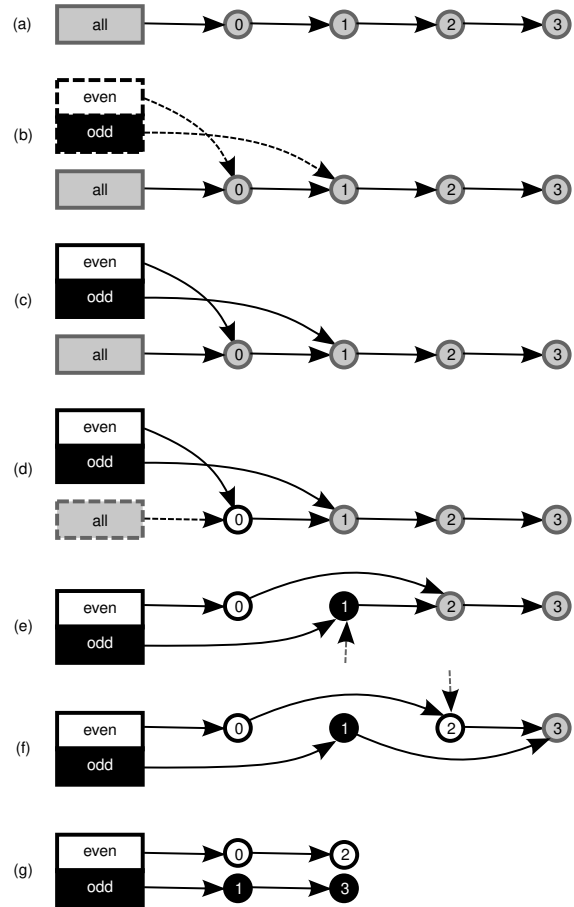 (a) all 0 1 2 3
even
(b) odd
all 0 1 2 3
even
(c) odd
all 0 1 2 3
even
(d) odd
all 0 1 2 3
even 0 1 2 3
(e) odd
even 0 1 2 3
(f) odd
even 0 2
(g) odd 1 3